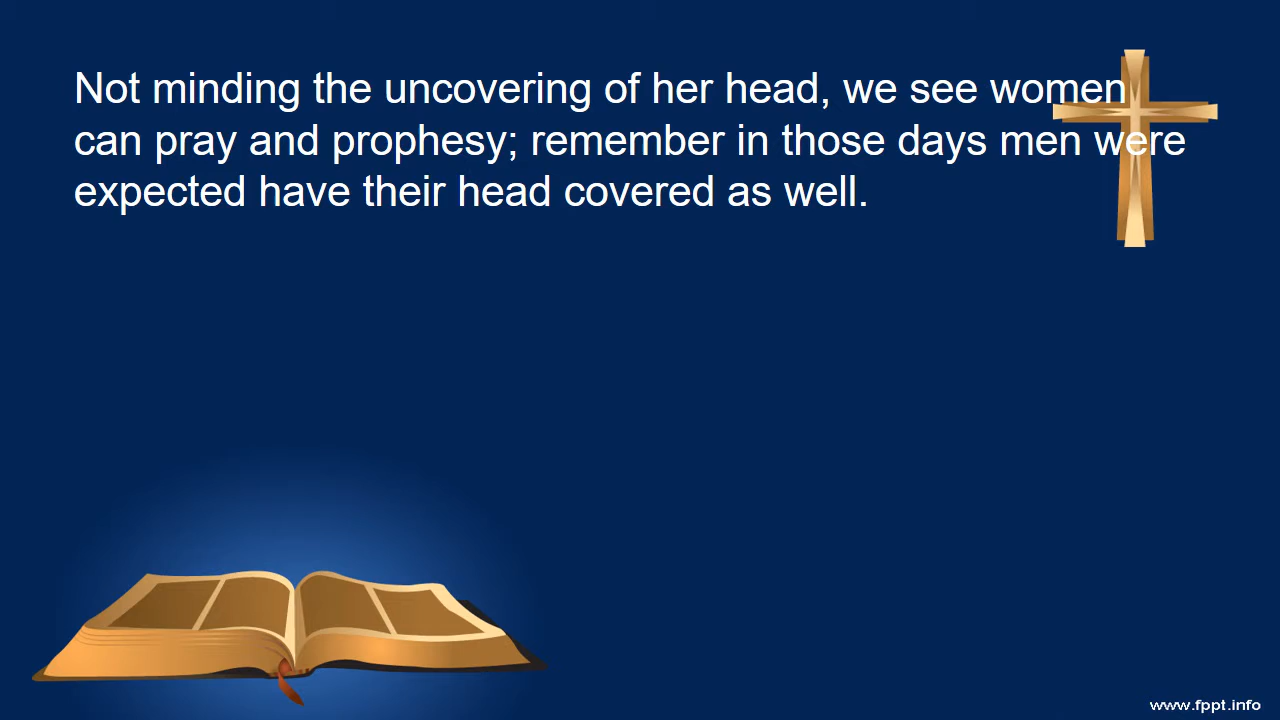 Not minding the uncovering of her head, we see women
can pray and prophesy; remember in those days men were
expected have their head covered as well.
www.fppt.info